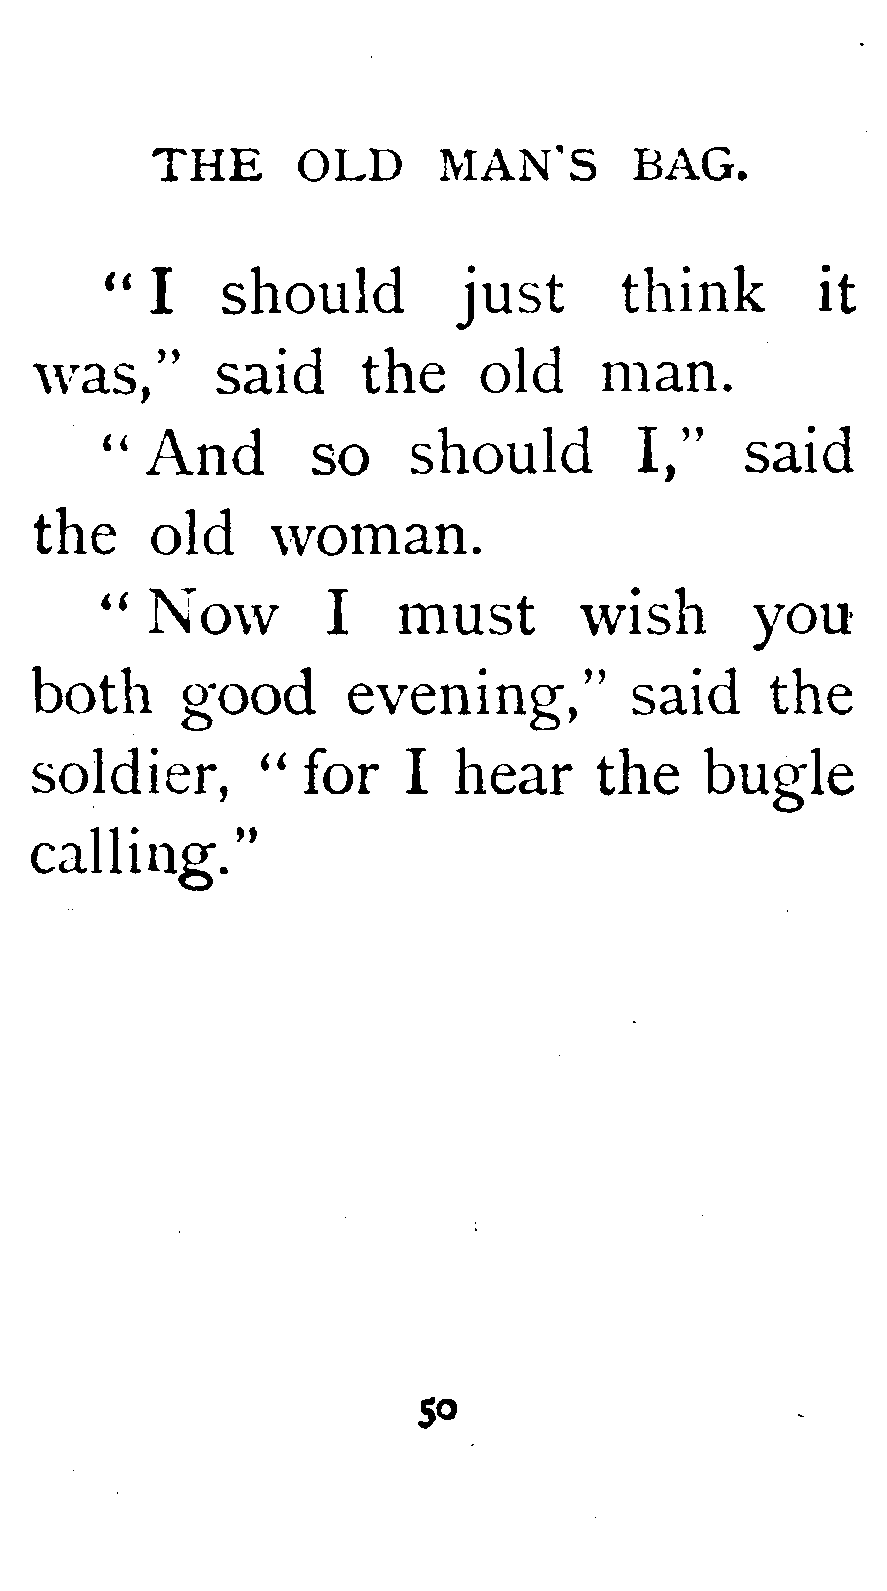 THE OLD MAN'S BAG.
“I should just think it
was,” said the old man.
“And so should I,” said
the old woman.
“Now I must wish you
both good evening,” said the
soldier, “for I hear the bugle
calling.”
50